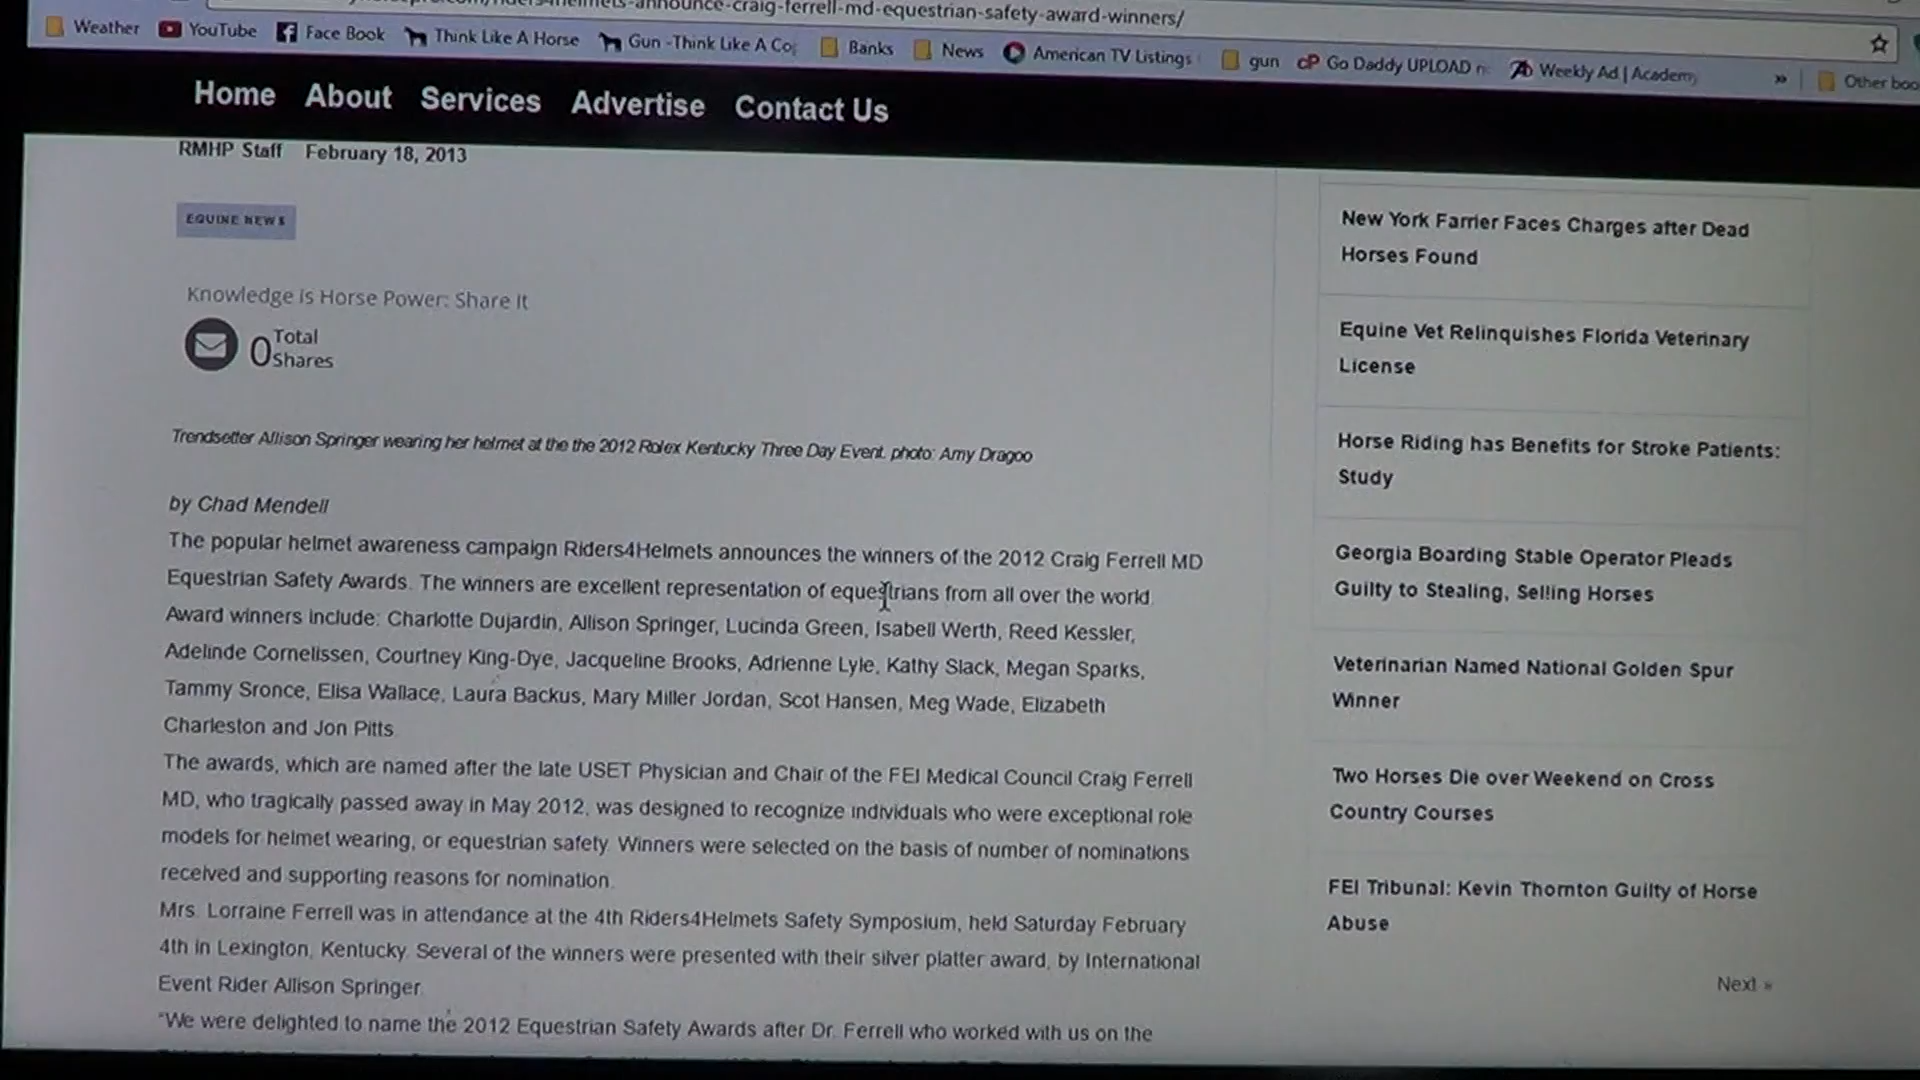 -announce-craig-ferrell-md-equestrian-safety-award-winners/
Weather YouTube Face Book Think Like A Horse Gun -Think Like A Co Banks News American TV Listings gun cP Go Daddy UPLOAD Weekly Ad | Academy » Other boo
Home About Services Advertise Contact Us
RMHP Staff February 18, 2013
EQUINE NEWS
Knowledge is Horse Power: Share It
0 Total
Shares
Trendsetter Allison Springer wearing her helmet at the the 2012 Rolex Kentucky Three Day Event. photo: Amy Dragoo
by Chad Mendell
The popular helmet awareness campaign Riders4Helmets announces the winners of the 2012 Craig Ferrell MD
Equestrian Safety Awards. The winners are excellent representation of equestrians from all over the world.
Award winners include: Charlotte Dujardin, Allison Springer, Lucinda Green, Isabell Werth, Reed Kessler,
Adelinde Cornelissen, Courtney King-Dye, Jacqueline Brooks, Adrienne Lyle, Kathy Slack, Megan Sparks,
Tammy Sronce, Elisa Wallace, Laura Backus, Mary Miller Jordan, Scot Hansen, Meg Wade, Elizabeth
Charleston and Jon Pitts.
The awards, which are named after the late USET Physician and Chair of the FEI Medical Council Craig Ferrell
MD, who tragically passed away in May 2012, was designed to recognize individuals who were exceptional role
models for helmet wearing, or equestrian safety. Winners were selected on the basis of number of nominations
received and supporting reasons for nomination.
Mrs. Lorraine Ferrell was in attendance at the 4th Riders4Helmets Safety Symposium, held Saturday February
4th in Lexington, Kentucky. Several of the winners were presented with their silver platter award, by International
Event Rider Allison Springer.
"We were delighted to name the 2012 Equestrian Safety Awards after Dr. Ferrell who worked with us on the
New York Farrier Faces Charges after Dead
Horses Found
Equine Vet Relinquishes Florida Veterinary
License
Horse Riding has Benefits for Stroke Patients:
Study
Georgia Boarding Stable Operator Pleads
Guilty to Stealing, Selling Horses
Veterinarian Named National Golden Spur
Winner
Two Horses Die over Weekend on Cross
Country Courses
FEI Tribunal: Kevin Thornton Guilty of Horse
Abuse
Next »